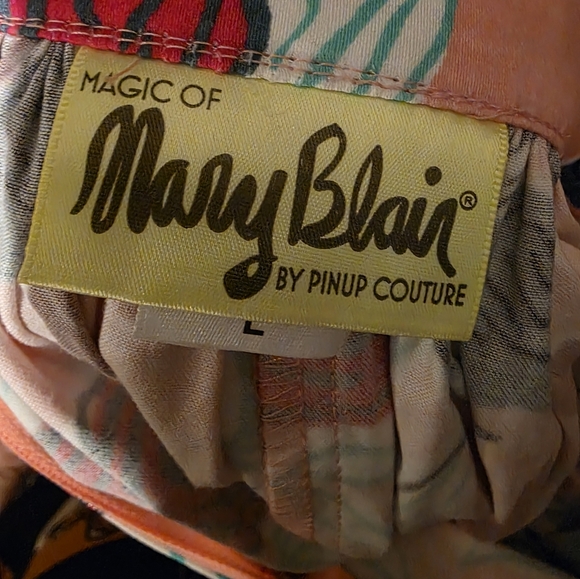 MAGIC OF
Mary Blair®
BY PINUP COUTURE
L